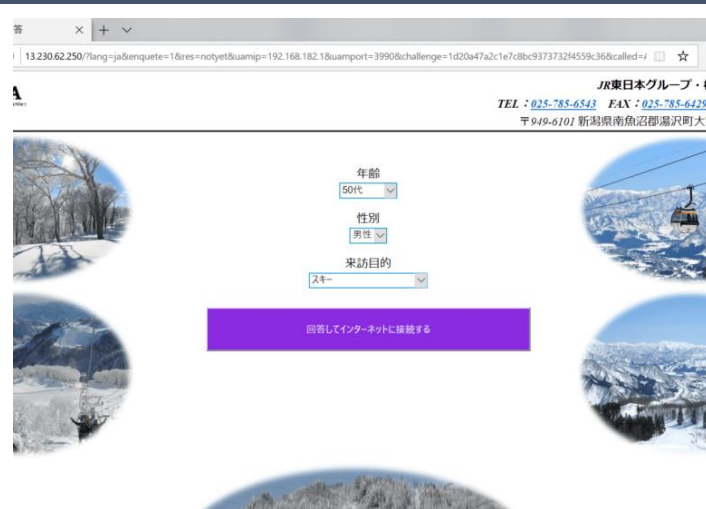 答
13.230.62.250/?lang=ja&enquete=1&res=notyet&uamip=192.168.182.1&uamport=3990&challenge=1d20a47a2c1e7c8bc9373732f4559c36&called=
A
JR東日本グループ・
TEL：025-785-6543 FAX：025-785-6429
〒949-6101 新潟県南魚沼郡湯沢町大
年齢
50代
性別
男性
来訪目的
スキー
回答してインターネットに接続する